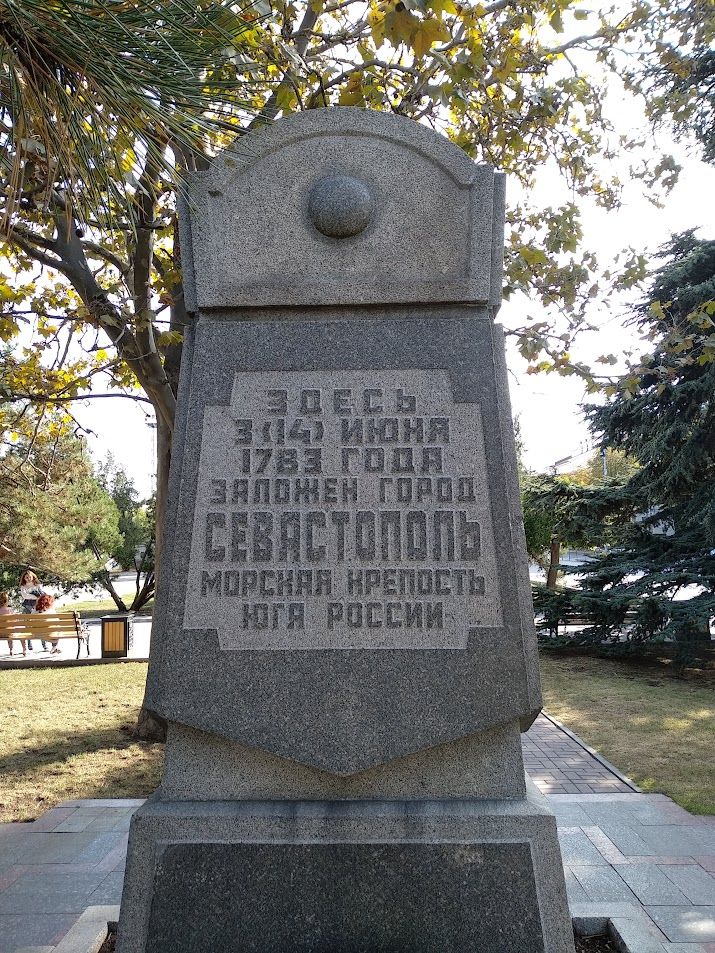 ЗДЕСЬ
3 (14) ИЮНЯ
1783 ГОДА
ЗАЛОЖЕН ГОРОД
СЕВАСТОПОЛЬ
МОРСКАЯ КРЕПОСТЬ
ЮГА РОССИИ